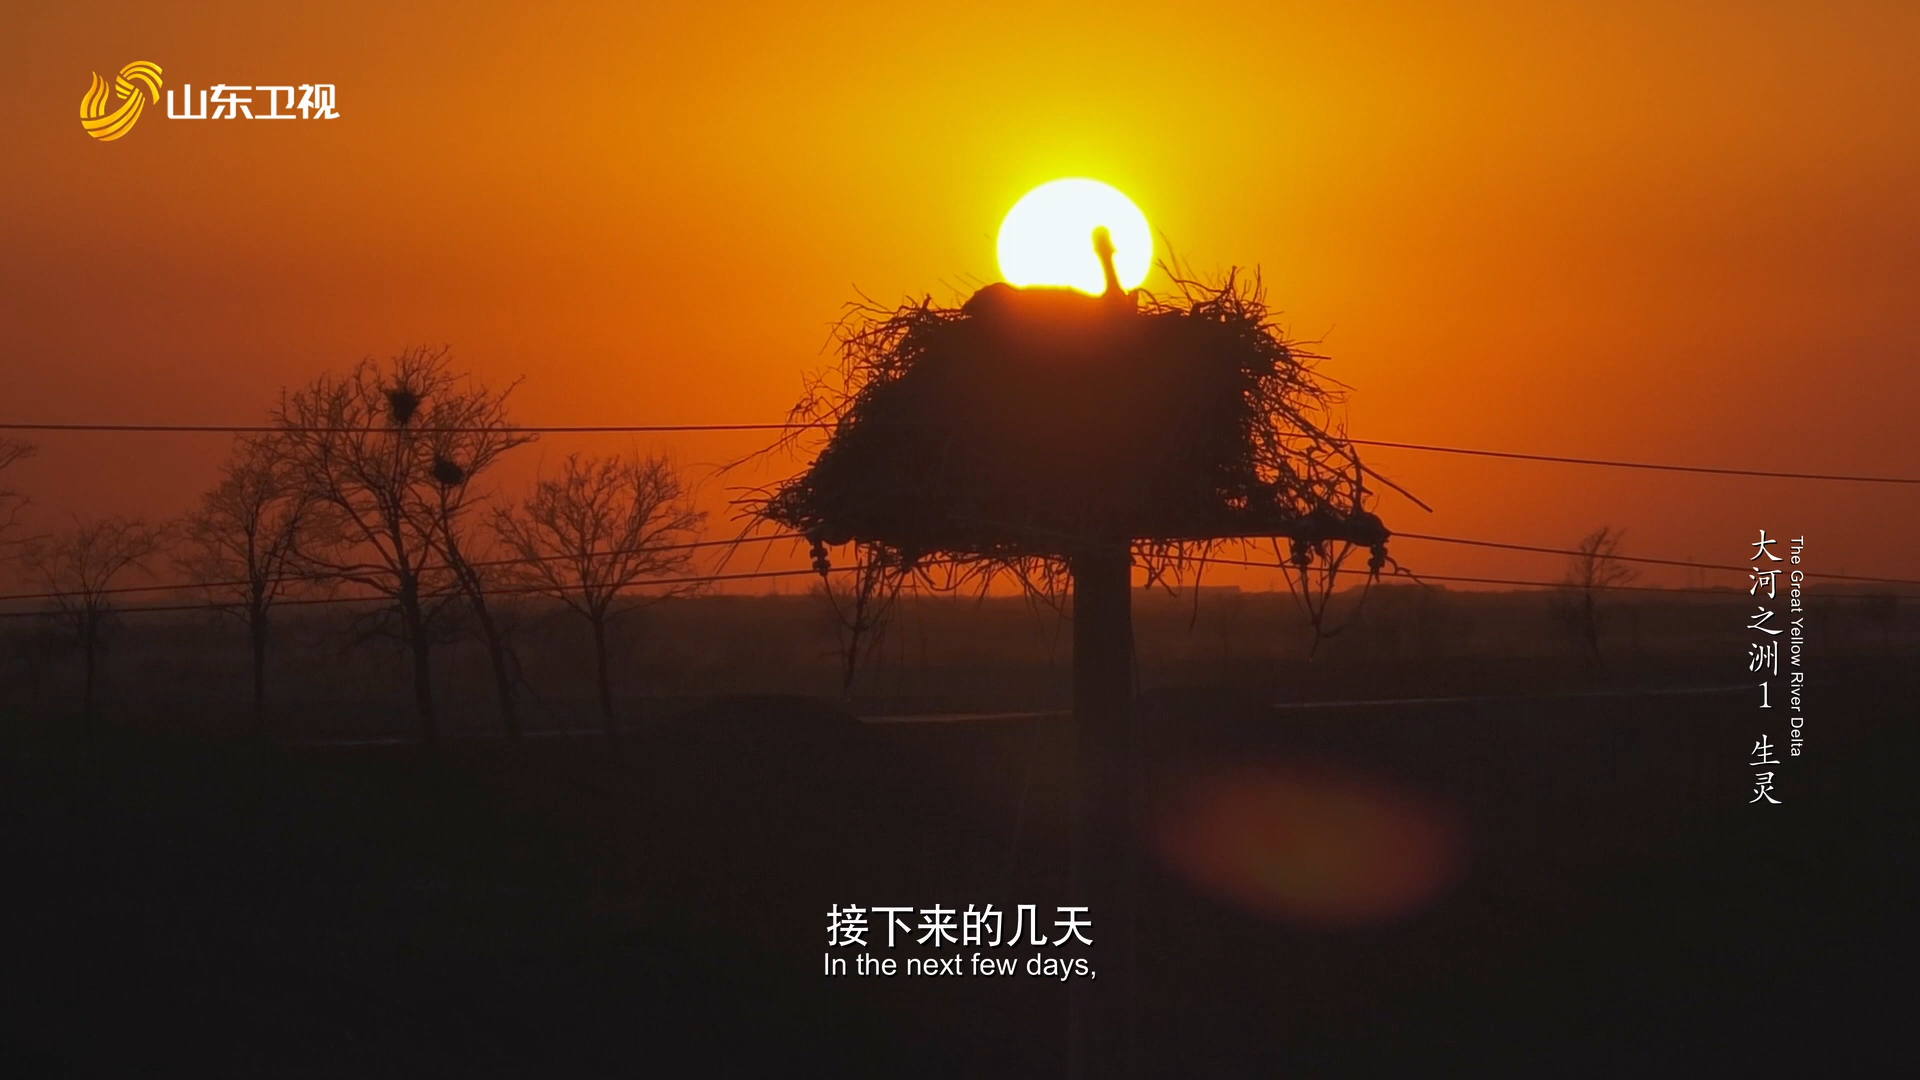 山东卫视
大河之洲1 生灵
The Great Yellow River Delta
接下来的几天
In the next few days,